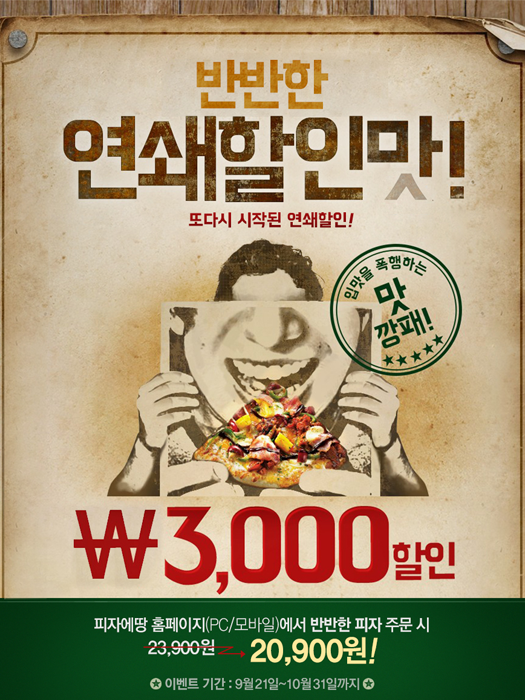 반반한
연쇄할인맛!
또다시 시작된 연쇄할인!
입맛을 폭행하는
맛
깡패!
₩3,000 할인
피자에땅 홈페이지(PC/모바일)에서 반반한 피자 주문 시
23,900원 → 20,900원!
이벤트 기간 : 9월21일~10월31일까지